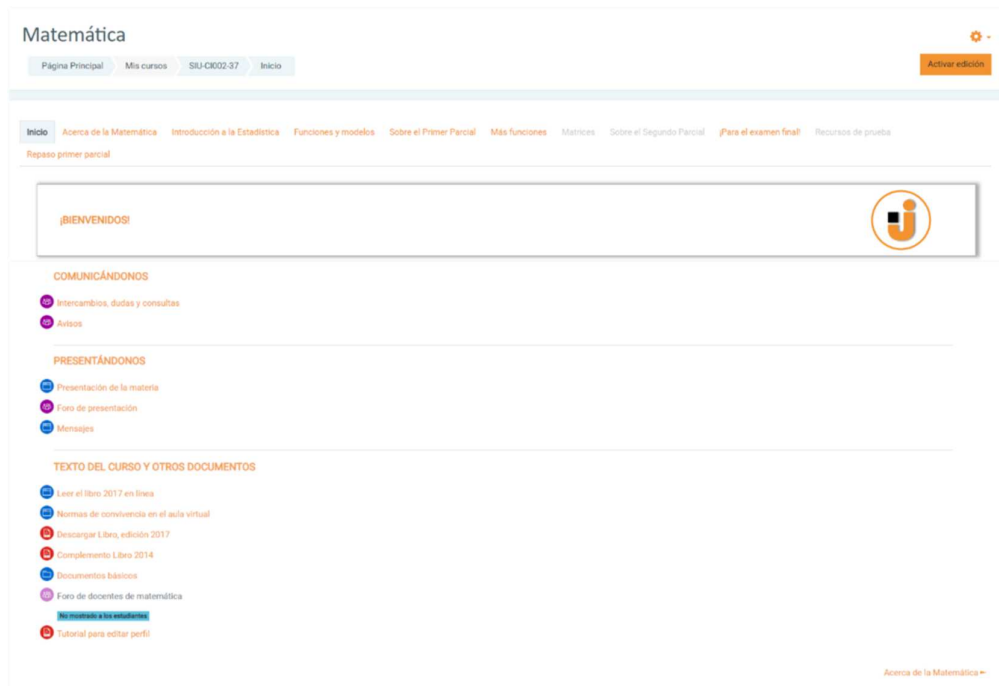 Matemática
Página Principal Mis cursos SIU-CI002-37 Inicio
Activar edición
Inicio Acerca de la Matemática Introducción a la Estadística Funciones y modelos Sobre el Primer Parcial Más funciones Matrices Sobre el Segundo Parcial ¡Para el examen final! Recursos de prueba
Repaso primer parcial
¡BIENVENIDOS!
COMUNICÁNDONOS
Intercambios, dudas y consultas
Avisos
PRESENTÁNDONOS
Presentación de la materia
Foro de presentación
Mensajes
TEXTO DEL CURSO Y OTROS DOCUMENTOS
Leer el libro 2017 en línea
Normas de convivencia en el aula virtual
Descargar Libro, edición 2017
Complemento Libro 2014
Documentos básicos
Foro de docentes de matemática
No mostrado a los estudiantes
Tutorial para editar perfil
Acerca de la Matemática